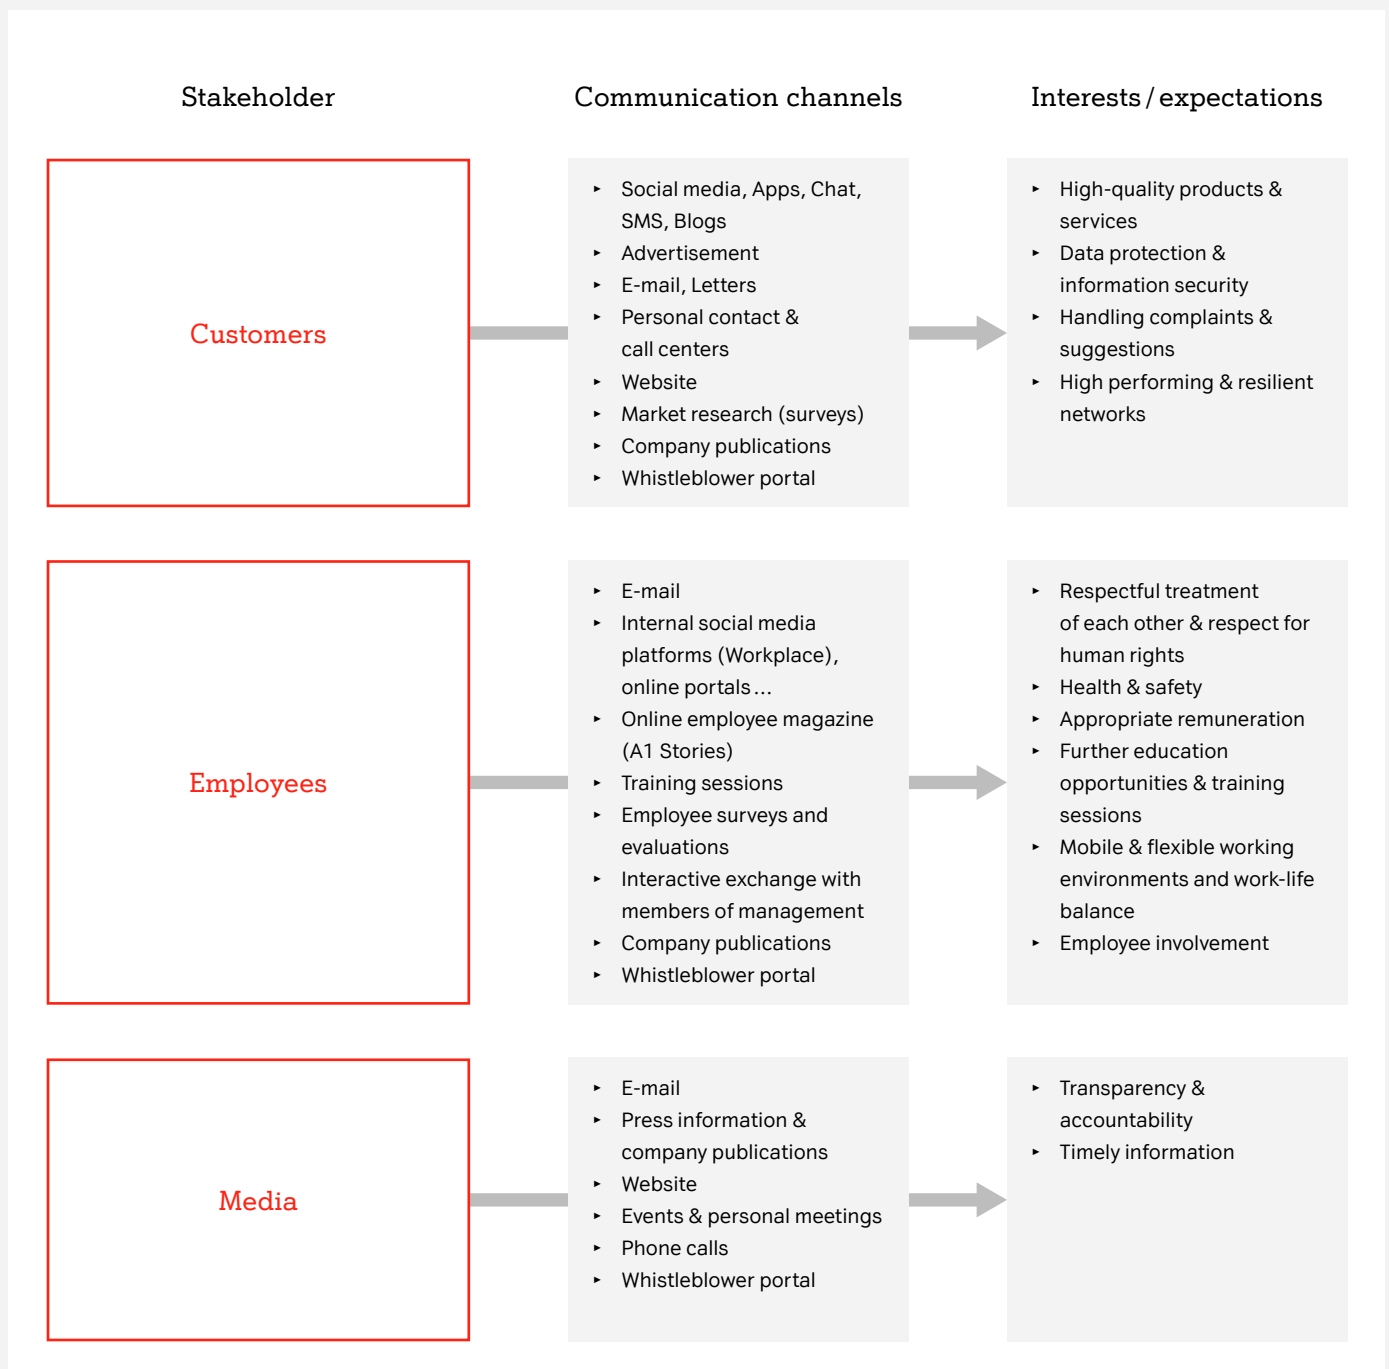 Stakeholder
Communication channels
Interests / expectations
Customers
‣ Social media, Apps, Chat,
SMS, Blogs
‣ Advertisement
‣ E-mail, Letters
‣ Personal contact &
call centers
‣ Website
‣ Market research (surveys)
‣ Company publications
‣ Whistleblower portal
‣ High-quality products &
services
‣ Data protection &
information security
‣ Handling complaints &
suggestions
‣ High performing & resilient
networks
Employees
‣ E-mail
‣ Internal social media
platforms (Workplace),
online portals ...
‣ Online employee magazine
(A1 Stories)
‣ Training sessions
‣ Employee surveys and
evaluations
‣ Interactive exchange with
members of management
‣ Company publications
‣ Whistleblower portal
‣ Respectful treatment
of each other & respect for
human rights
‣ Health & safety
‣ Appropriate remuneration
‣ Further education
opportunities & training
sessions
‣ Mobile & flexible working
environments and work-life
balance
‣ Employee involvement
Media
‣ E-mail
‣ Press information &
company publications
‣ Website
‣ Events & personal meetings
‣ Phone calls
‣ Whistleblower portal
‣ Transparency &
accountability
‣ Timely information